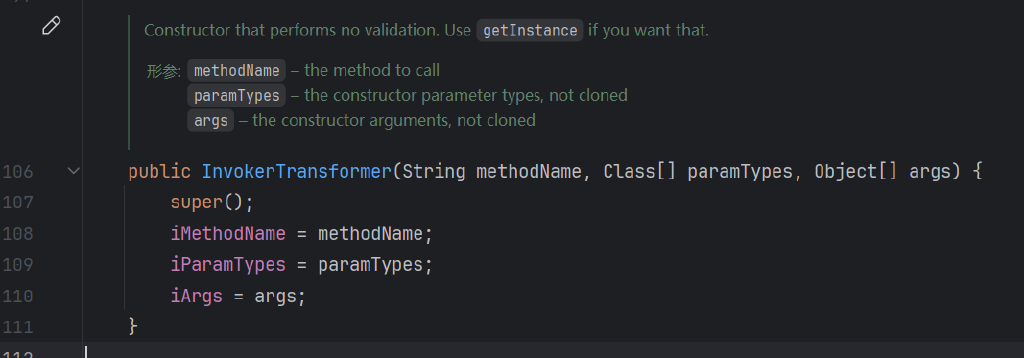 Constructor that performs no validation. Use getInstance if you want that.
形参: methodName – the method to call
paramTypes – the constructor parameter types, not cloned
args – the constructor arguments, not cloned
106 public InvokerTransformer(String methodName, Class[] paramTypes, Object[] args) {
107 super();
108 iMethodName = methodName;
109 iParamTypes = paramTypes;
110 iArgs = args;
111 }
112